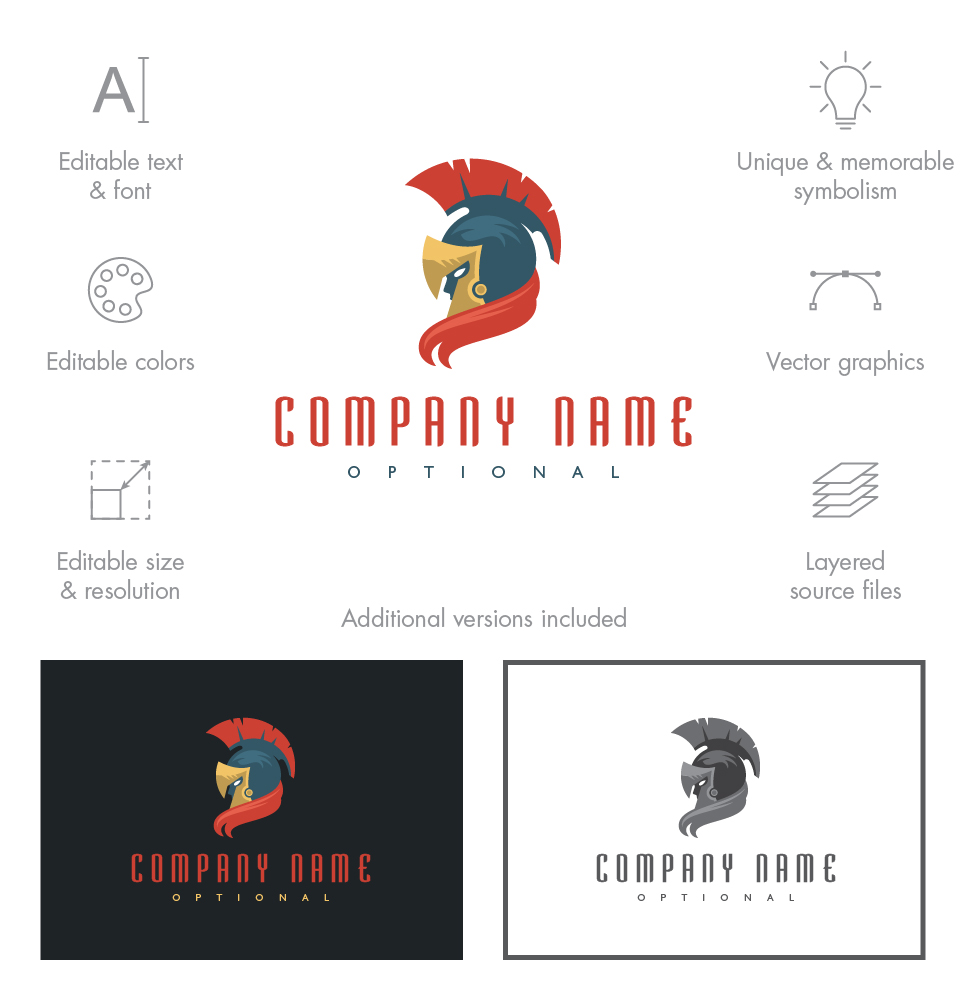 A
Editable text
& font
Unique & memorable
symbolism
Editable colors
Vector graphics
COMPANY NAME
OPTIONAL
Editable size
& resolution
Layered
source files
Additional versions included
COMPANY NAME
OPTIONAL
COMPANY NAME
OPTIONAL